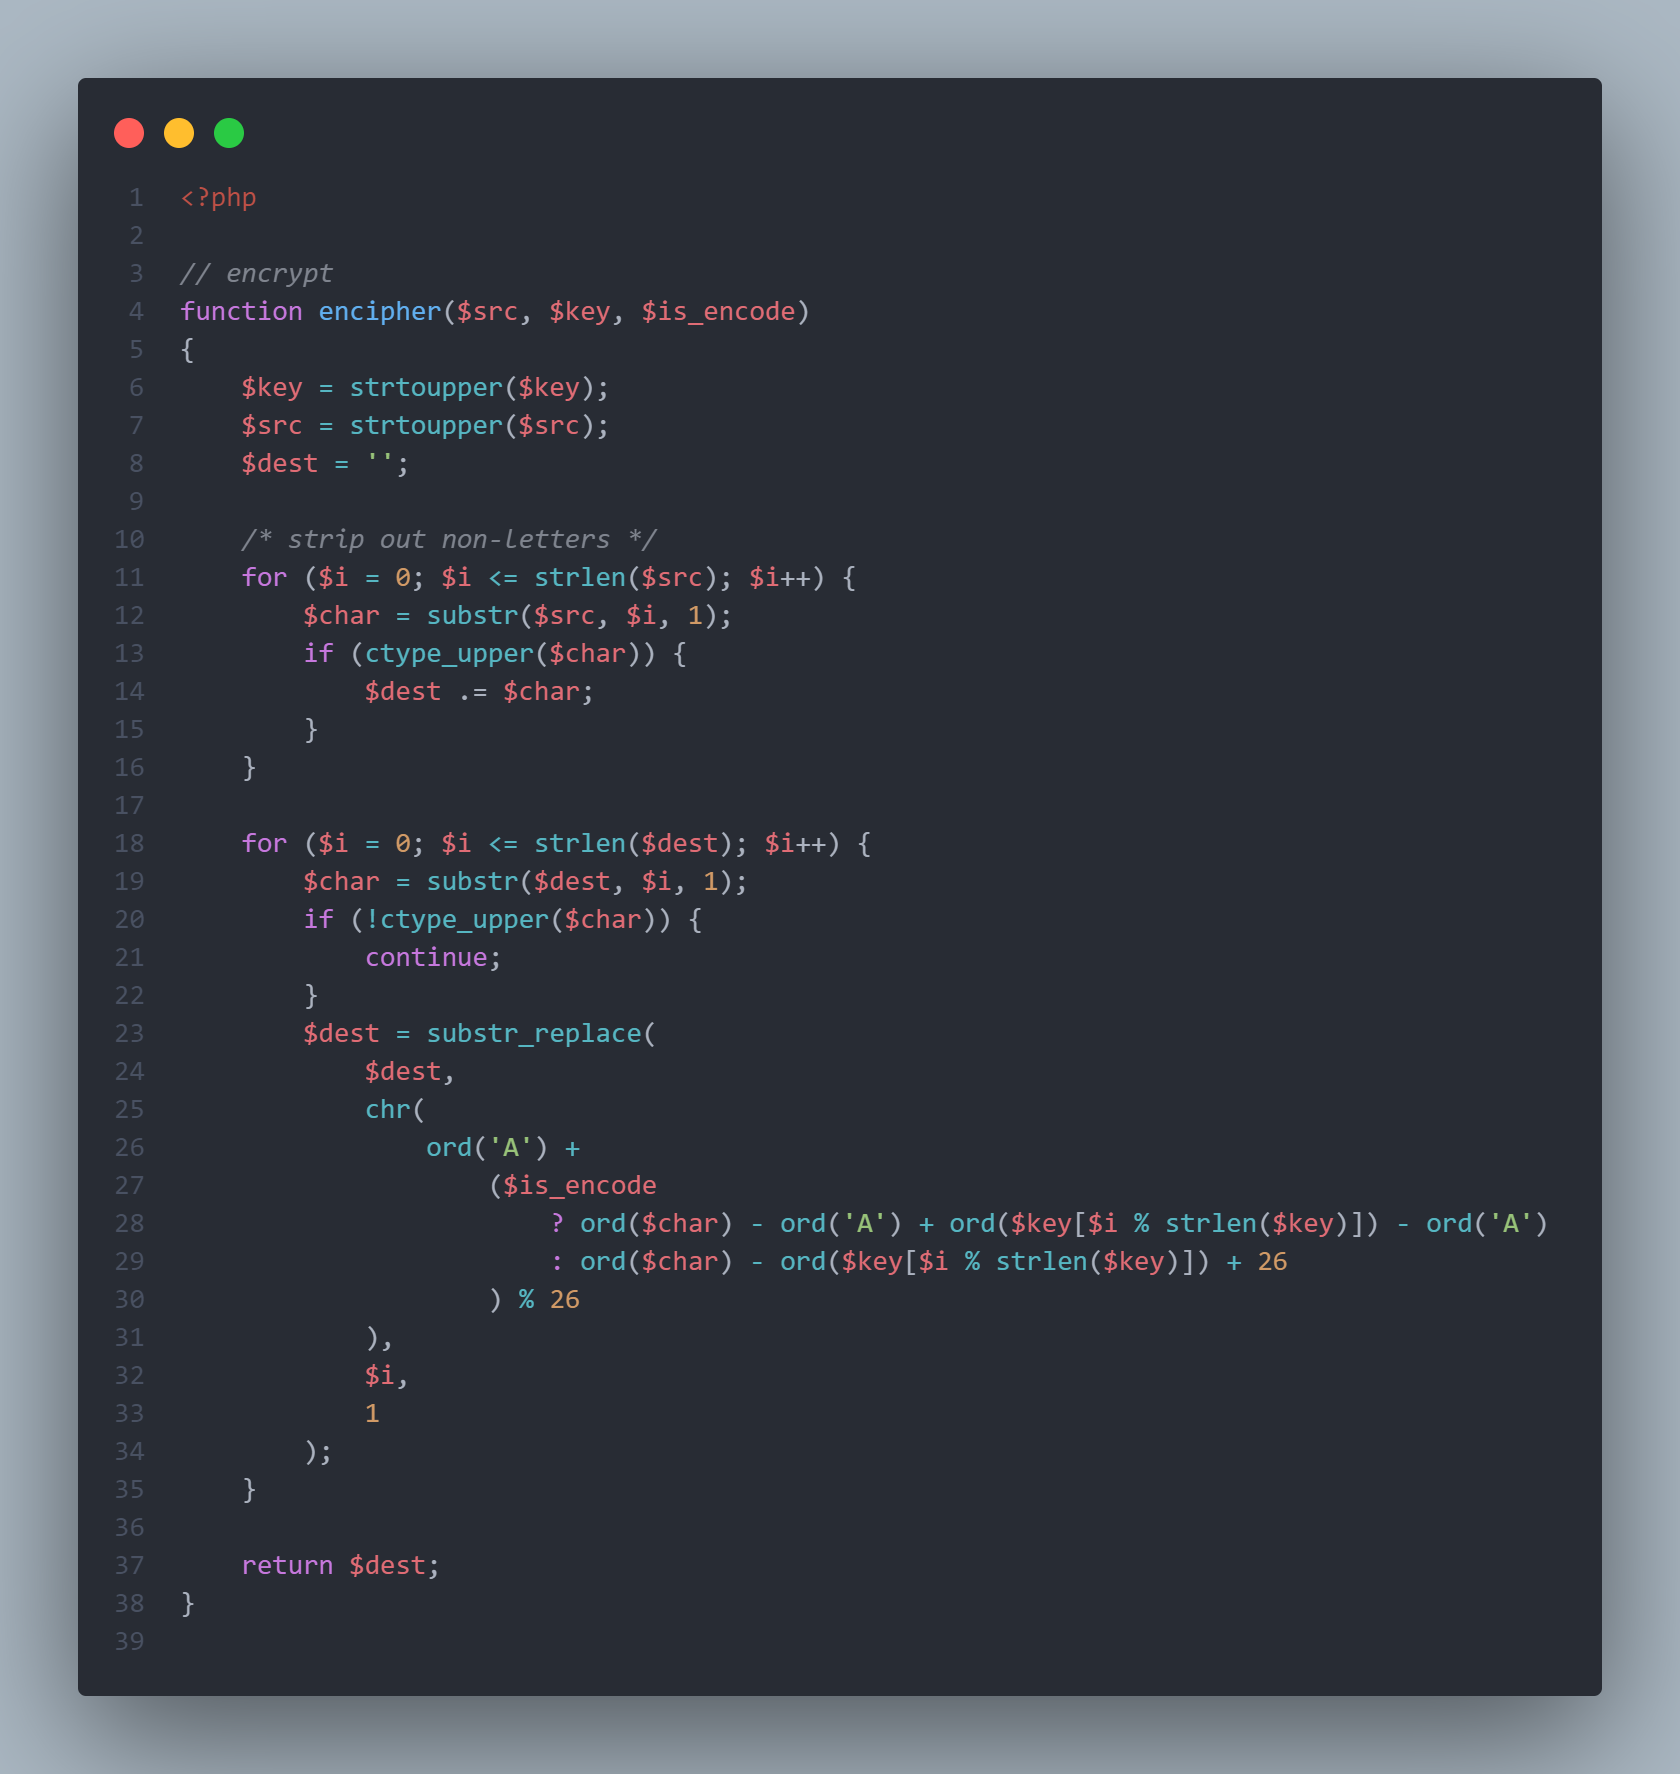 1 <?php
2
3 // encrypt
4 function encipher($src, $key, $is_encode)
5 {
6     $key = strtoupper($key);
7     $src = strtoupper($src);
8     $dest = '';
9
10     /* strip out non-letters */
11     for ($i = 0; $i <= strlen($src); $i++) {
12         $char = substr($src, $i, 1);
13         if (ctype_upper($char)) {
14             $dest .= $char;
15         }
16     }
17
18     for ($i = 0; $i <= strlen($dest); $i++) {
19         $char = substr($dest, $i, 1);
20         if (!ctype_upper($char)) {
21             continue;
22         }
23         $dest = substr_replace(
24             $dest,
25             chr(
26                 ord('A') +
27                     ($is_encode
28                         ? ord($char) - ord('A') + ord($key[$i % strlen($key)]) - ord('A')
29                         : ord($char) - ord($key[$i % strlen($key)]) + 26
30                     ) % 26
31             ),
32             $i,
33             1
34         );
35     }
36
37     return $dest;
38 }
39